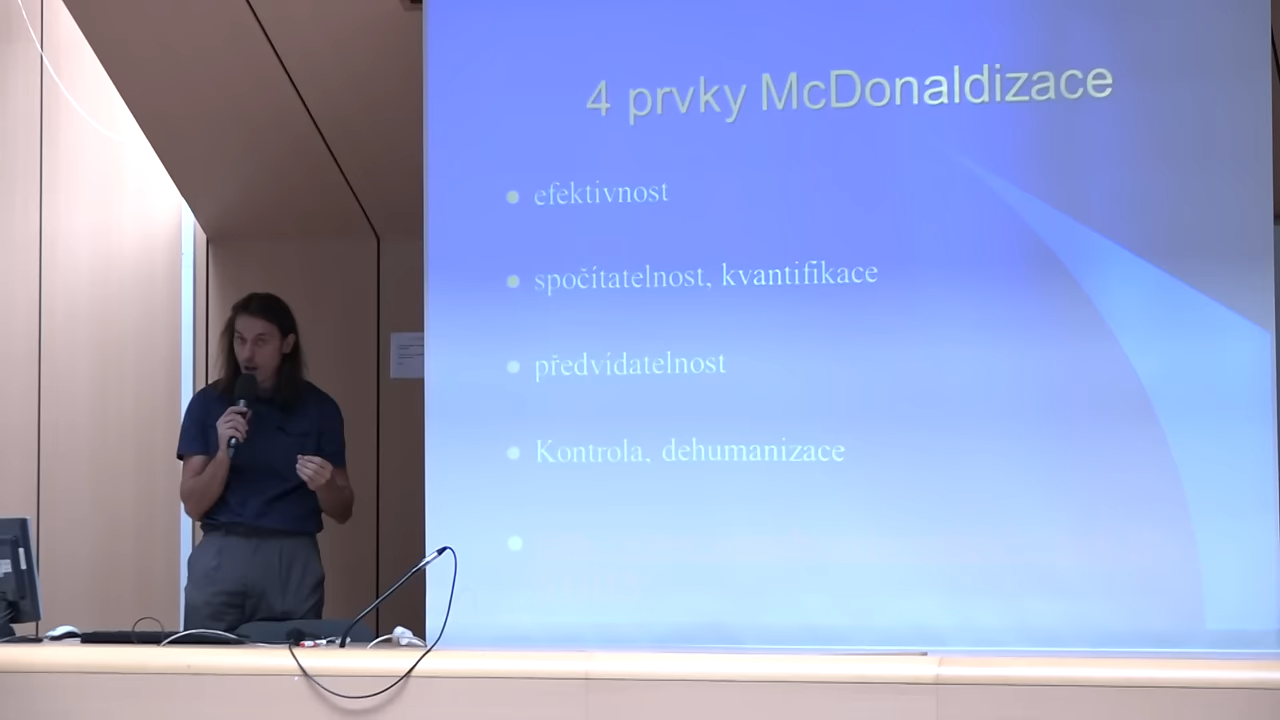 4 prvky McDonaldizace
efektivnost
spočítatelnost, kvantifikace
předvídatelnost
Kontrola, dehumanizace